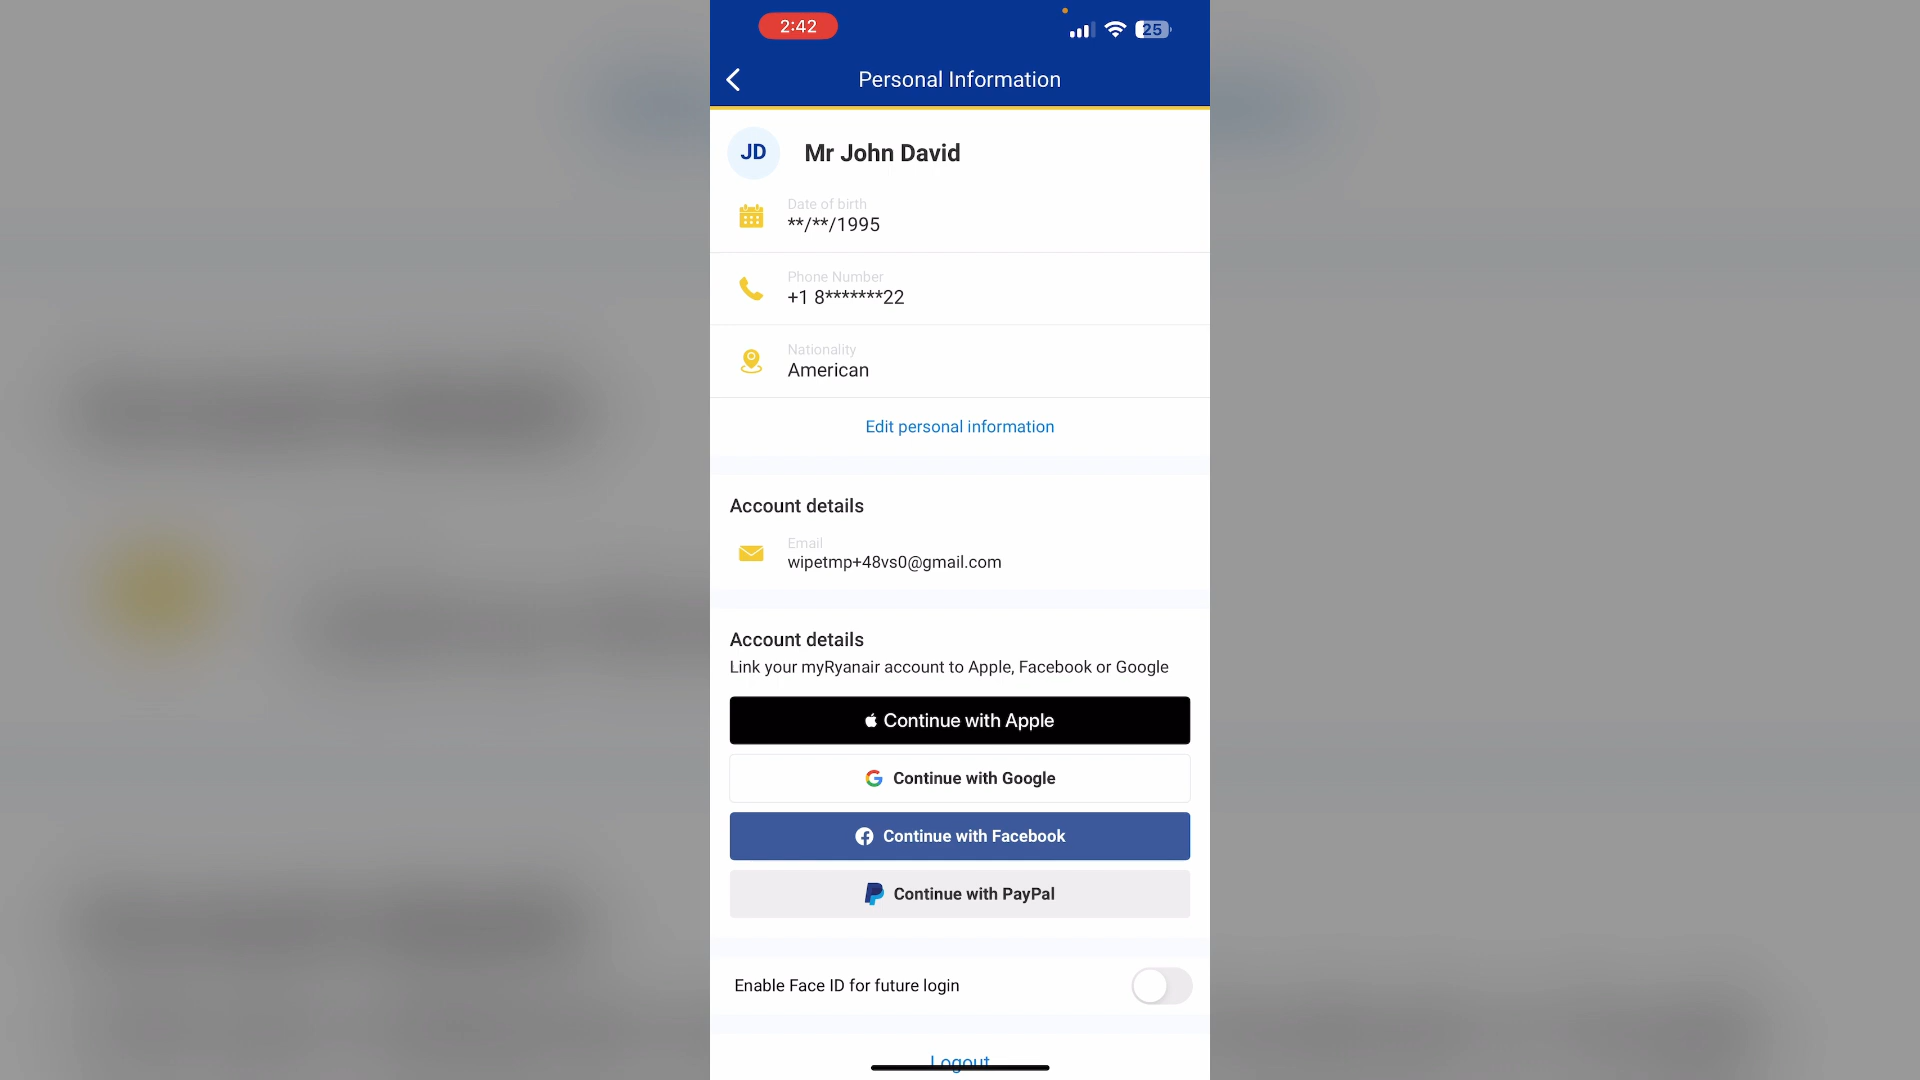 2:42
25
Personal Information
JD
Mr John David
Date of birth
**/**/1995
Phone Number
+1 8*******22
Nationality
American
Edit personal information
Account details
Email
wipetmp+48vs0@gmail.com
Account details
Link your myRyanair account to Apple, Facebook or Google
Continue with Apple
Continue with Google
Continue with Facebook
Continue with PayPal
Enable Face ID for future login
Logout